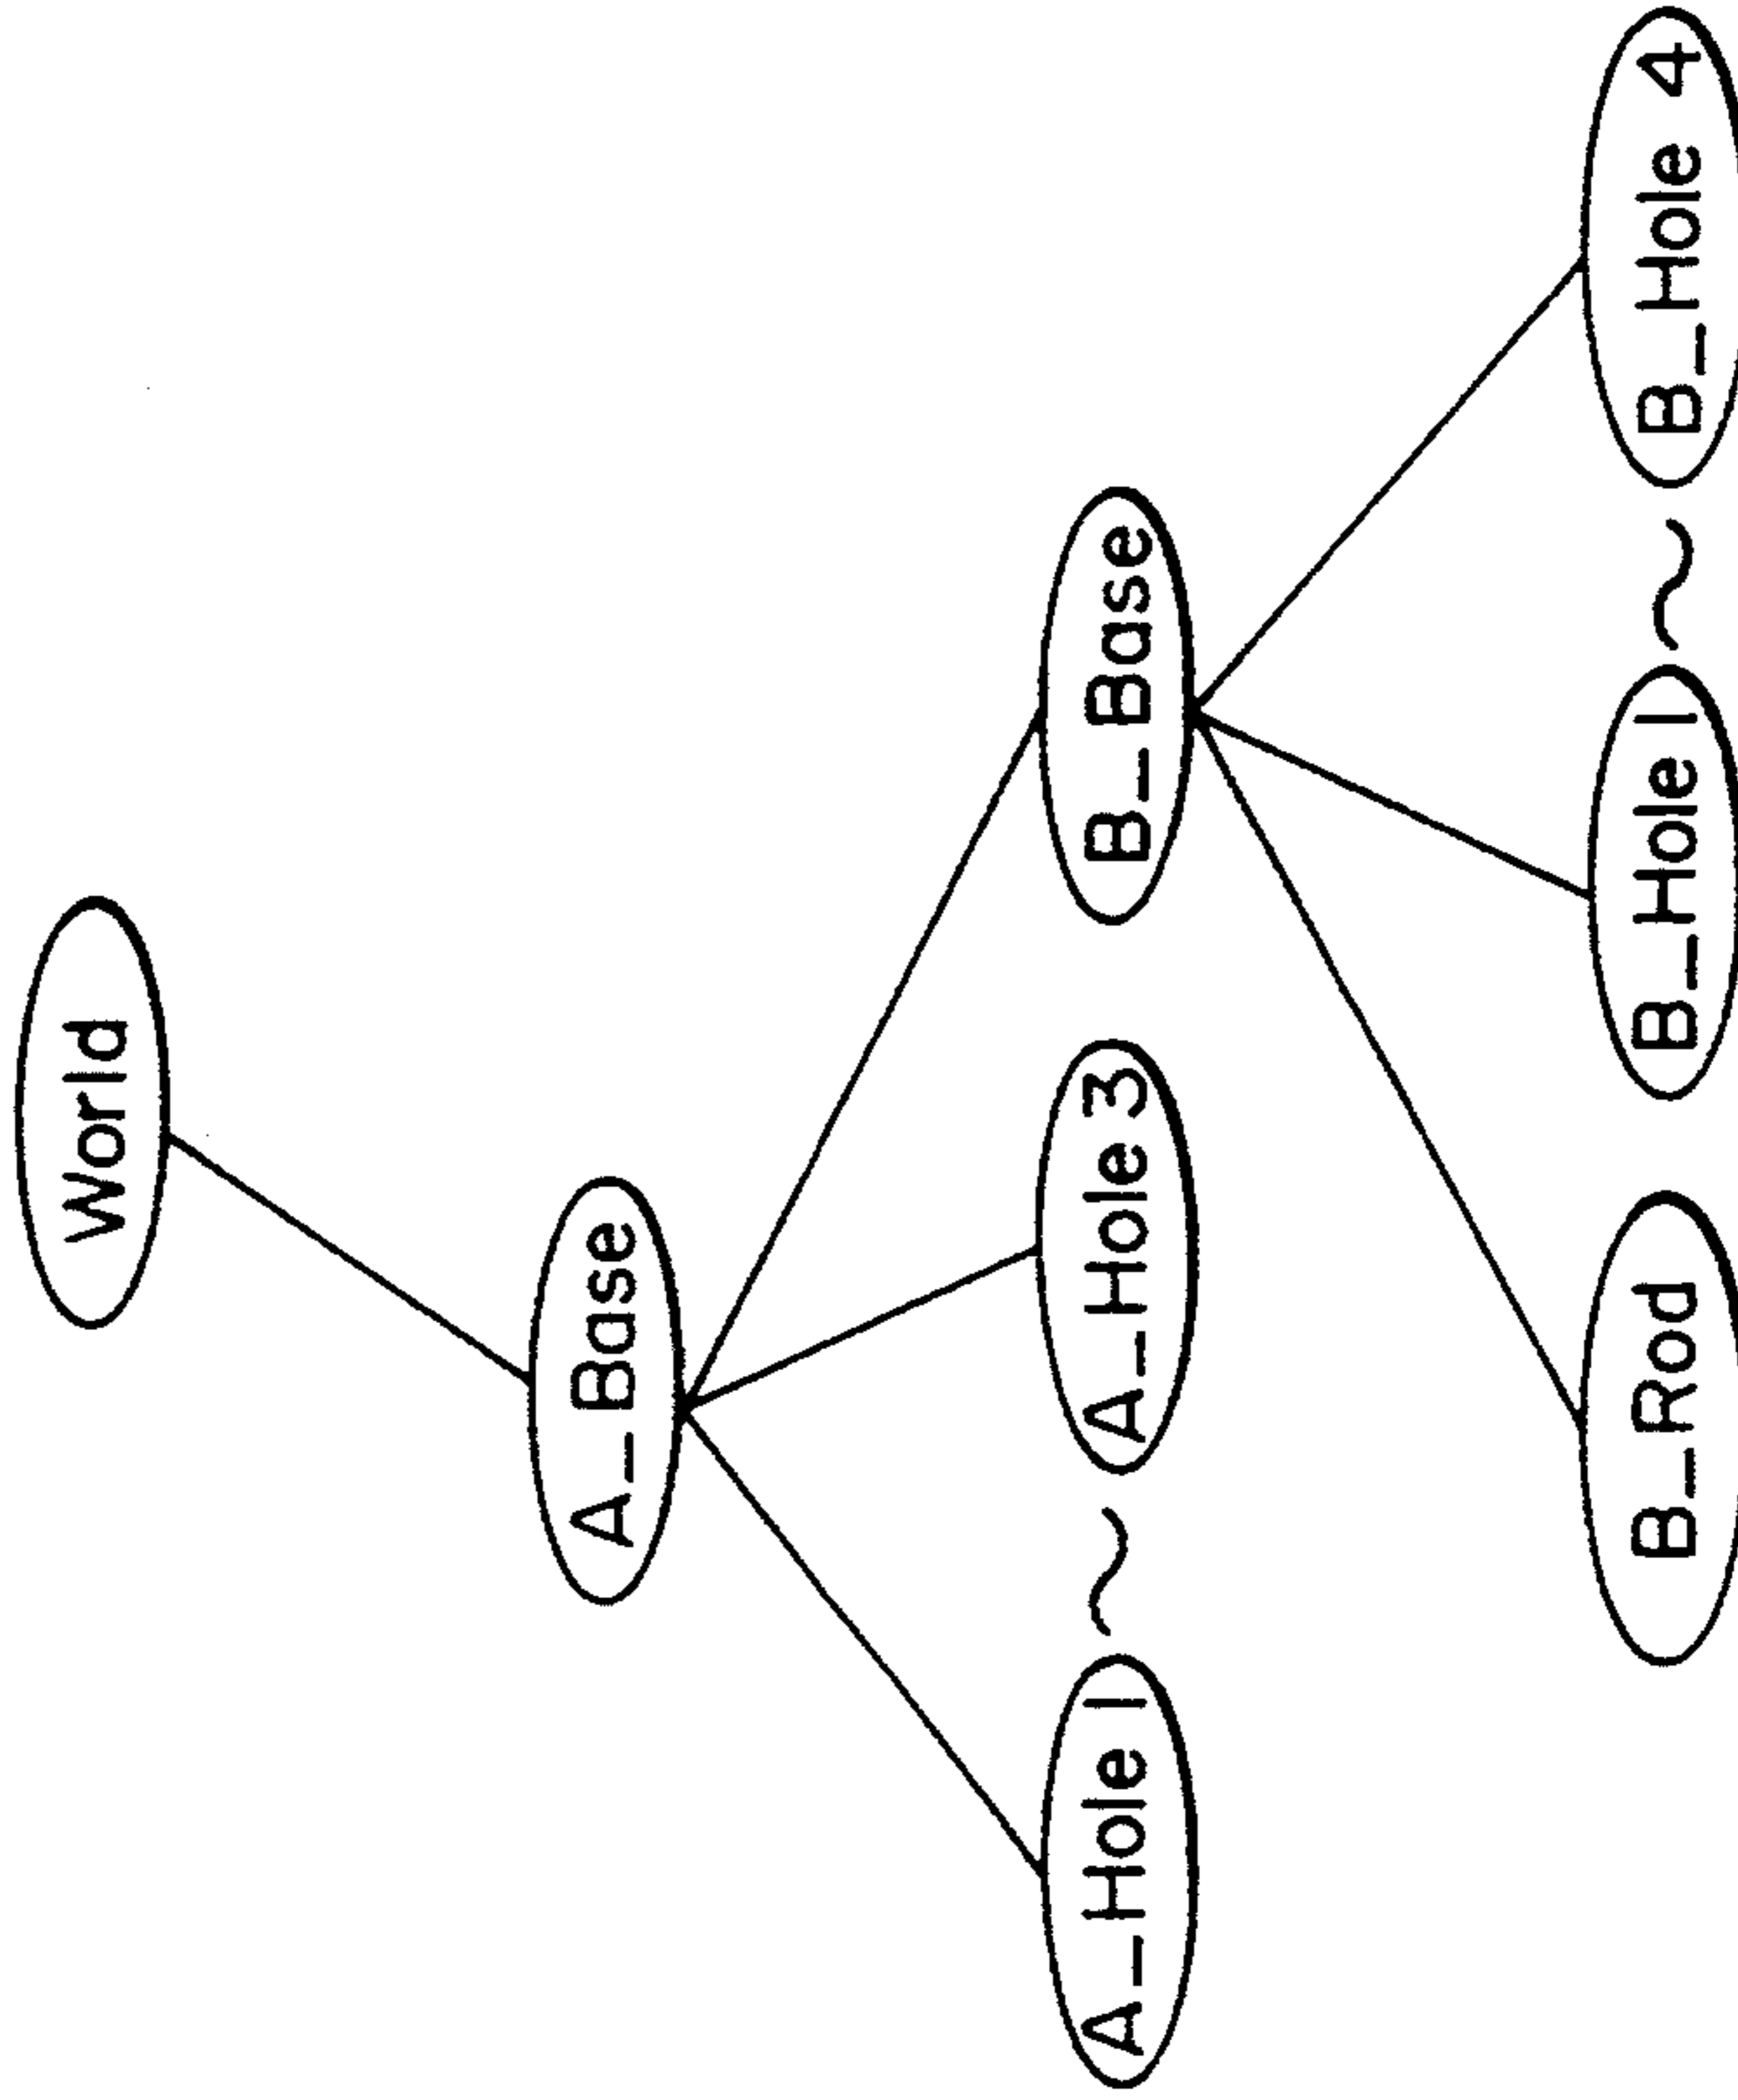 World
A_Base
A_Hole 1 ~ A_Hole 3 B_Base
B_Rod B_Hole 1 ~ B_Hole 4